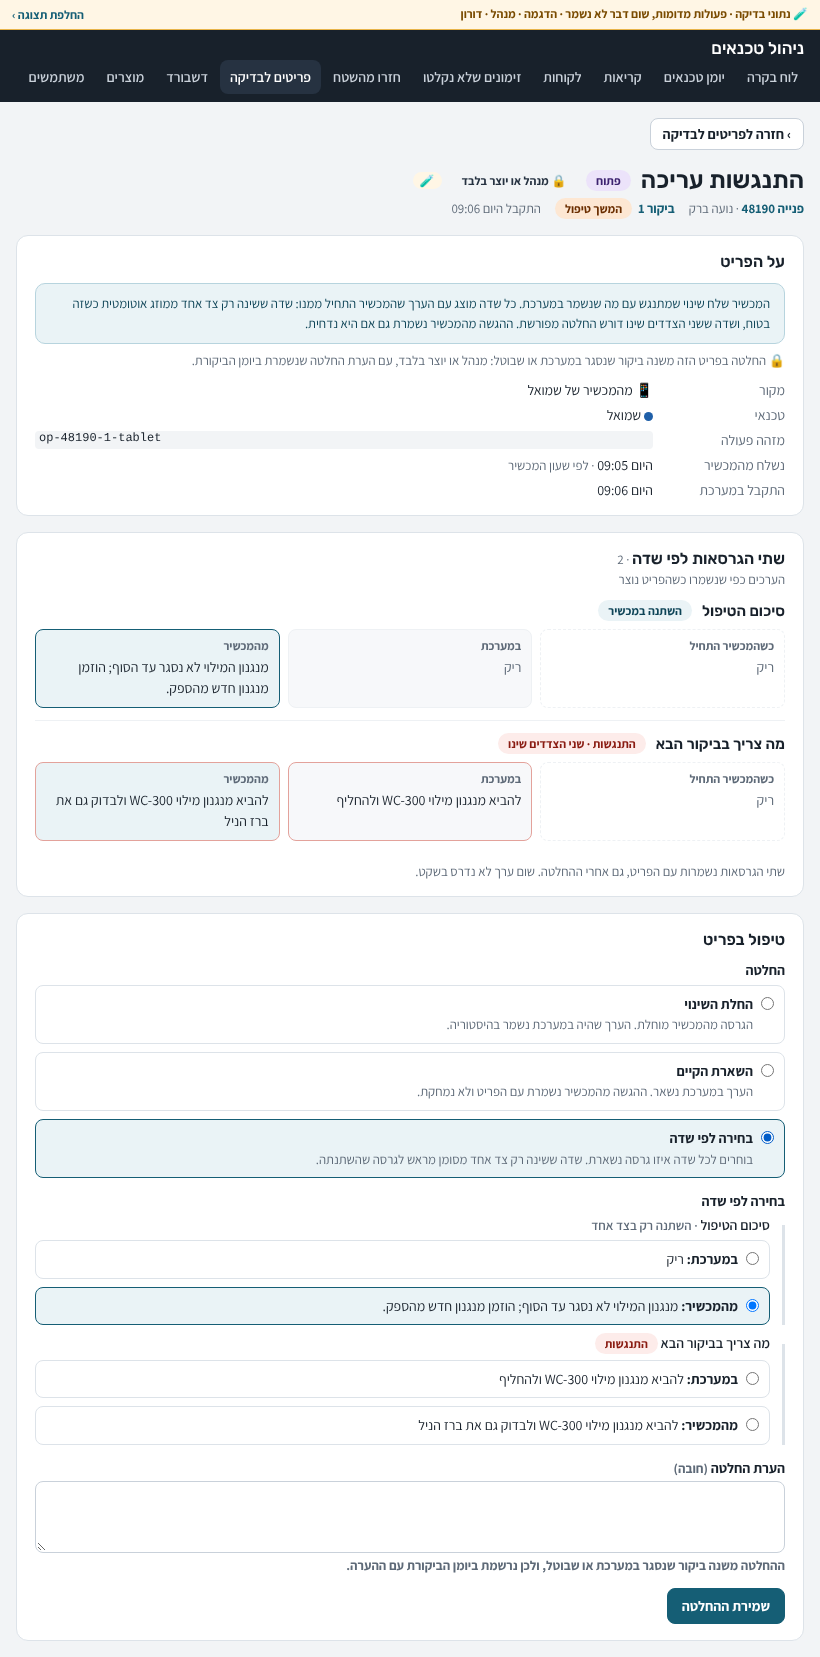 🧪 נתוני בדיקה · פעולות מדומות, שום דבר לא נשמר · הדגמה · מנהל · דורון
החלפת תצוגה ›
ניהול טכנאים
לוח בקרה
יומן טכנאים
קריאות
לקוחות
זימונים שלא נקלטו
חזרו מהשטח
פריטים לבדיקה
דשבורד
מוצרים
משתמשים
› חזרה לפריטים לבדיקה
התנגשות עריכה פתוח 🔒 מנהל או יוצר בלבד 🧪
פנייה 48190 · נועה ברק ביקור 1 המשך טיפול התקבל היום 09:06
על הפריט
המכשיר שלח שינוי שמתנגש עם מה שנשמר במערכת. כל שדה מוצג עם הערך שהמכשיר התחיל ממנו: שדה ששינה רק צד אחד ממוזג אוטומטית כשזה
בטוח, ושדה ששני הצדדים שינו דורש החלטה מפורשת. ההגשה מהמכשיר נשמרת גם אם היא נדחית.
🔒 החלטה בפריט הזה משנה ביקור שנסגר במערכת או שבוטל: מנהל או יוצר בלבד, עם הערת החלטה שנשמרת ביומן הביקורת.
מקור 📱 מהמכשיר של שמואל
טכנאי שמואל
מזהה פעולה op-48190-1-tablet
נשלח מהמכשיר היום 09:05 · לפי שעון המכשיר
התקבל במערכת היום 09:06
שתי הגרסאות לפי שדה · 2
הערכים כפי שנשמרו כשהפריט נוצר
סיכום הטיפול השתנה במכשיר
כשהמכשיר התחיל
ריק
במערכת
ריק
מהמכשיר
מנגנון המילוי לא נסגר עד הסוף; הוזמן
מנגנון חדש מהספק.
מה צריך בביקור הבא התנגשות · שני הצדדים שינו
כשהמכשיר התחיל
ריק
במערכת
להביא מנגנון מילוי WC-300 ולהחליף
מהמכשיר
להביא מנגנון מילוי WC-300 ולבדוק גם את
ברז הניל
שתי הגרסאות נשמרות עם הפריט, גם אחרי ההחלטה. שום ערך לא נדרס בשקט.
טיפול בפריט
החלטה
החלת השינוי
הגרסה מהמכשיר מוחלת. הערך שהיה במערכת נשמר בהיסטוריה.
השארת הקיים
הערך במערכת נשאר. ההגשה מהמכשיר נשמרת עם הפריט ולא נמחקת.
בחירה לפי שדה
בוחרים לכל שדה איזו גרסה נשארת. שדה ששינה רק צד אחד מסומן מראש לגרסה שהשתנתה.
בחירה לפי שדה
סיכום הטיפול · השתנה רק בצד אחד
במערכת: ריק
מהמכשיר: מנגנון המילוי לא נסגר עד הסוף; הוזמן מנגנון חדש מהספק.
מה צריך בביקור הבא התנגשות
במערכת: להביא מנגנון מילוי WC-300 ולהחליף
מהמכשיר: להביא מנגנון מילוי WC-300 ולבדוק גם את ברז הניל
הערת החלטה (חובה)
ההחלטה משנה ביקור שנסגר במערכת או שבוטל, ולכן נרשמת ביומן הביקורת עם ההערה.
שמירת ההחלטה